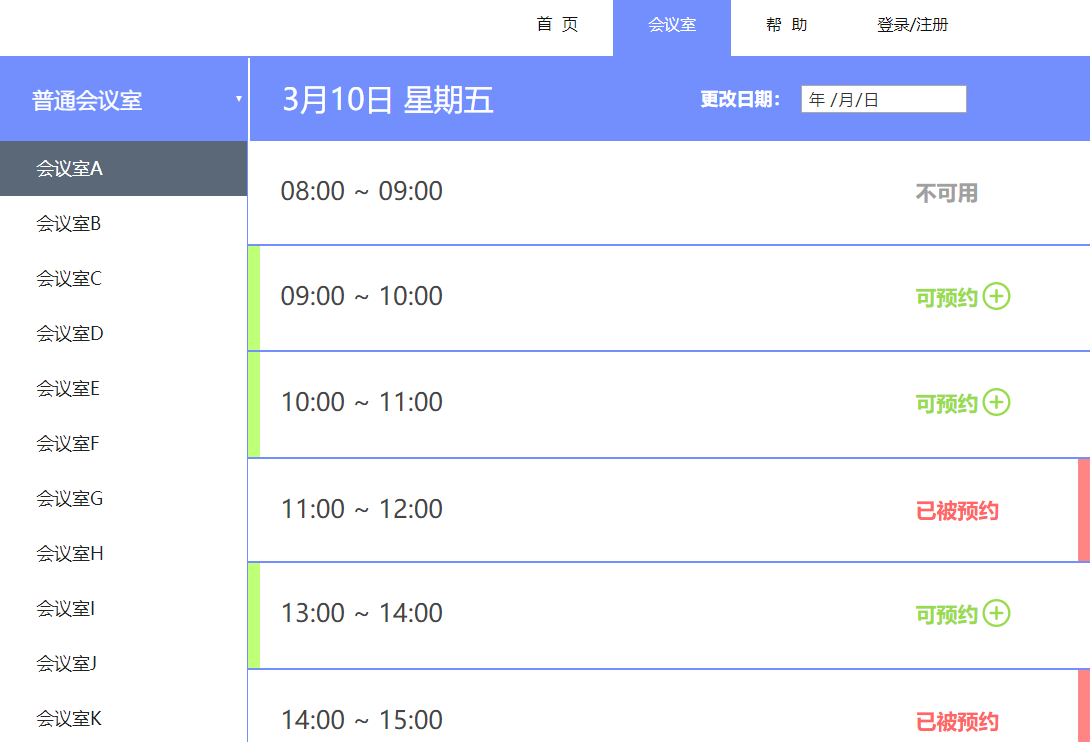 首 页 会议室 帮 助 登录/注册
普通会议室 ▾ 3月10日 星期五 更改日期： 年 /月/日
会议室A
会议室B
会议室C
会议室D
会议室E
会议室F
会议室G
会议室H
会议室I
会议室J
会议室K
08:00 ~ 09:00 不可用
09:00 ~ 10:00 可预约
10:00 ~ 11:00 可预约
11:00 ~ 12:00 已被预约
13:00 ~ 14:00 可预约
14:00 ~ 15:00 已被预约